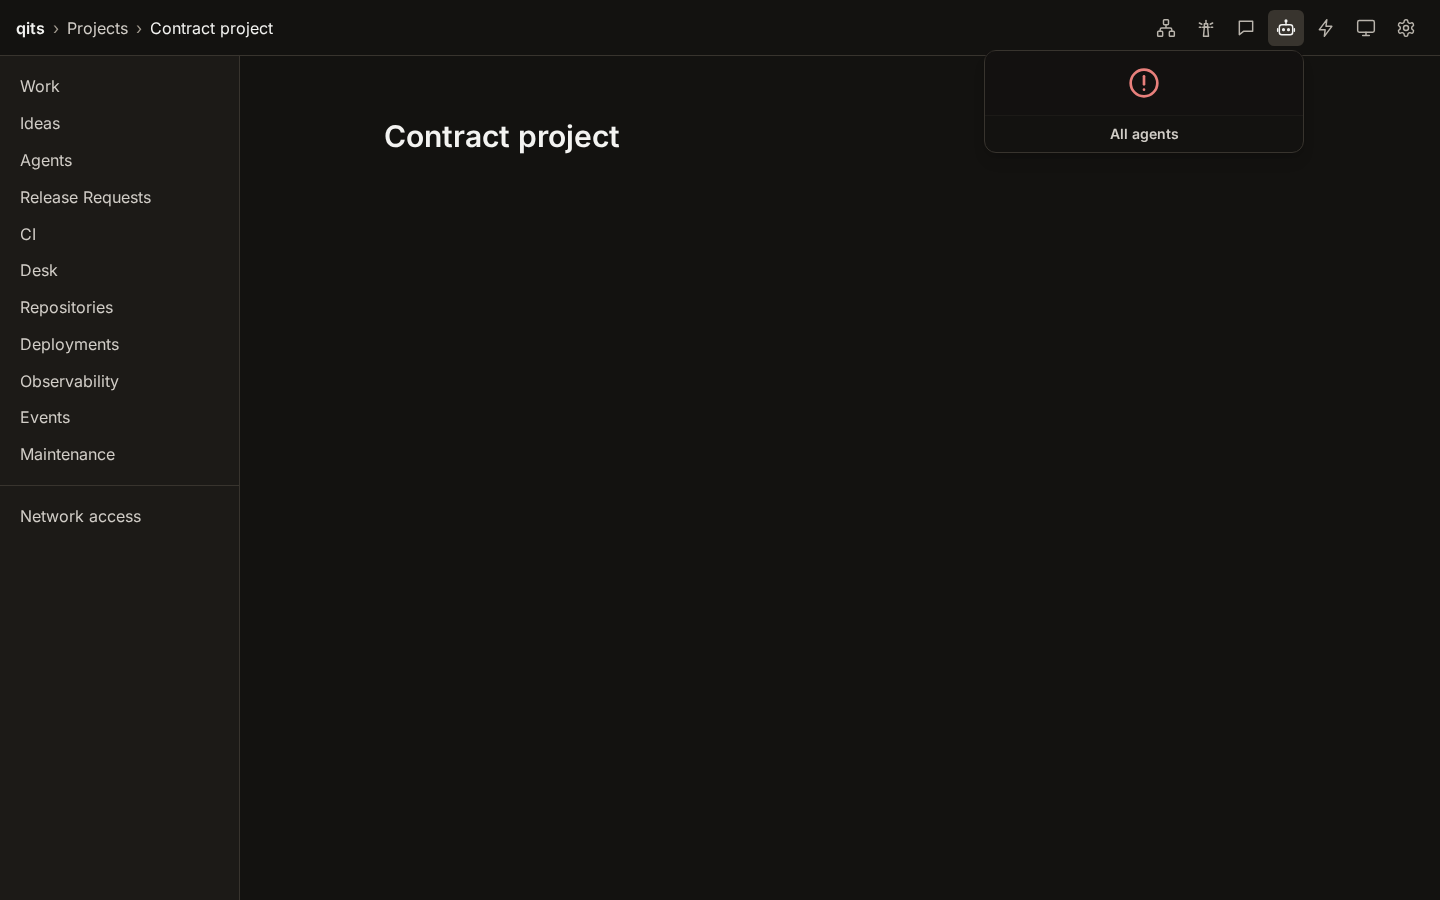 qits › Projects › Contract project
All agents
Work
Ideas
Agents
Release Requests
CI
Desk
Repositories
Deployments
Observability
Events
Maintenance
Network access
Contract project